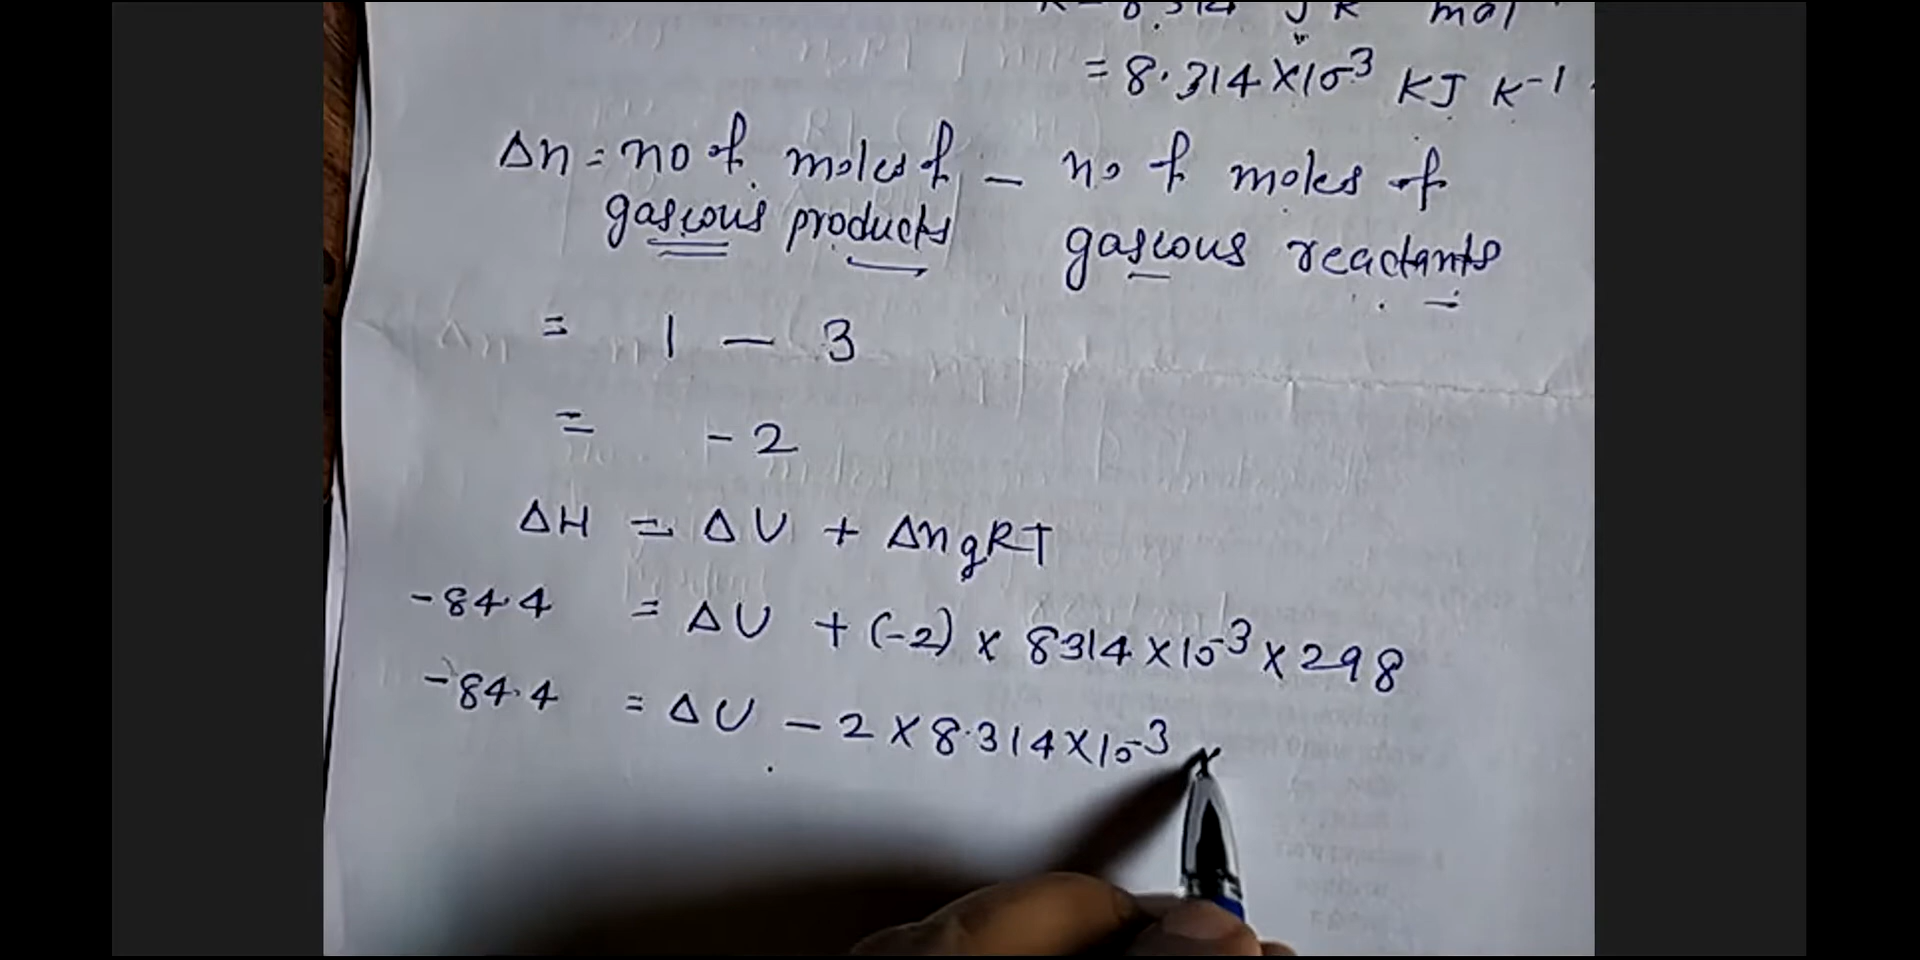 = 8.314 × 10⁻³ KJ K⁻¹
Δn = no of moles of – no of moles of
gaseous products gaseous reactants
= 1 – 3
= -2
ΔH = ΔU + ΔngRT
-84.4 = ΔU + (-2) × 8314 × 10⁻³ × 298
-84.4 = ΔU – 2 × 8.314 × 10⁻³ ×